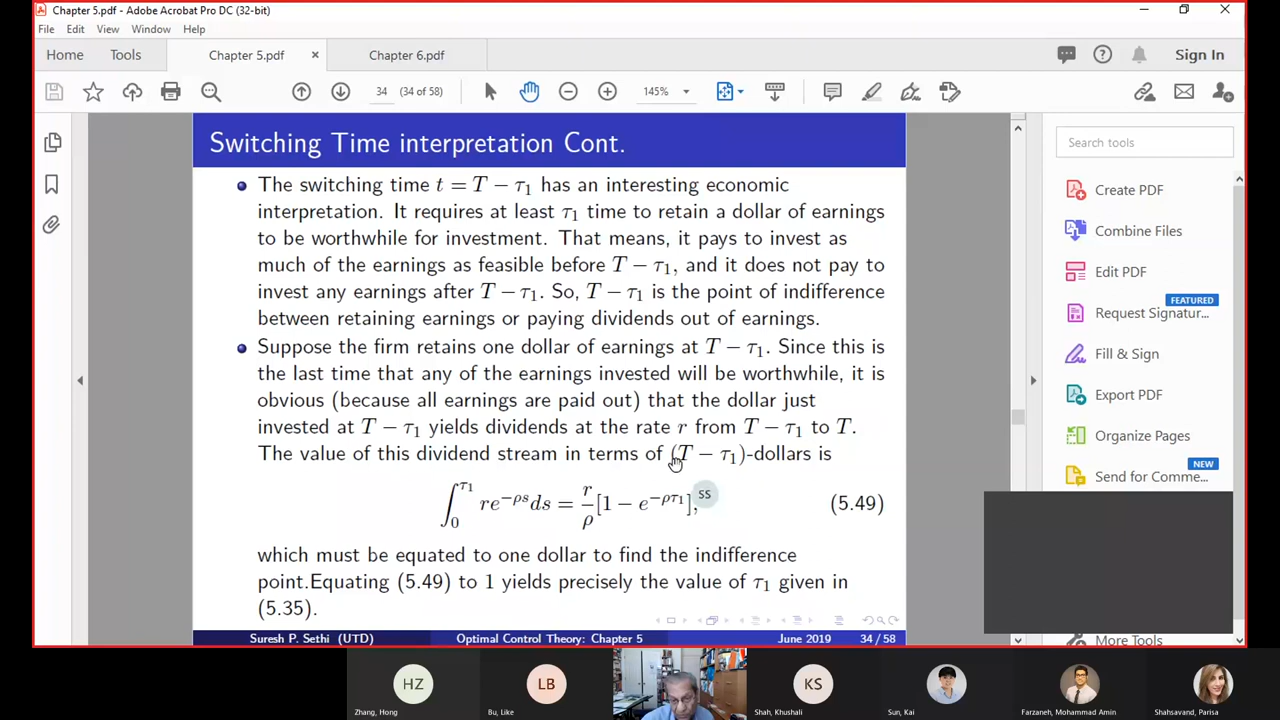 Chapter 5.pdf - Adobe Acrobat Pro DC (32-bit)
File Edit View Window Help
Home Tools Chapter 5.pdf × Chapter 6.pdf Sign In
34 (34 of 58) 145%
Switching Time interpretation Cont.
The switching time t = T − τ₁ has an interesting economic
interpretation. It requires at least τ₁ time to retain a dollar of earnings
to be worthwhile for investment. That means, it pays to invest as
much of the earnings as feasible before T − τ₁, and it does not pay to
invest any earnings after T − τ₁. So, T − τ₁ is the point of indifference
between retaining earnings or paying dividends out of earnings.
Suppose the firm retains one dollar of earnings at T − τ₁. Since this is
the last time that any of the earnings invested will be worthwhile, it is
obvious (because all earnings are paid out) that the dollar just
invested at T − τ₁ yields dividends at the rate r from T − τ₁ to T.
The value of this dividend stream in terms of (T − τ₁)-dollars is
∫₀^τ₁ re^−ρs ds = r/ρ [1 − e^−ρτ₁], (5.49)
SS
which must be equated to one dollar to find the indifference
point.Equating (5.49) to 1 yields precisely the value of τ₁ given in
(5.35).
Suresh P. Sethi (UTD) Optimal Control Theory: Chapter 5 June 2019 34 / 58
Search tools
Create PDF
Combine Files
Edit PDF
FEATURED
Request Signatur...
Fill & Sign
Export PDF
Organize Pages
NEW
Send for Comme...
More Tools
HZ LB KS
Zhang, Hong Bu, Like Shah, Khushali Sun, Kai Farzaneh, Mohammad Amin Shahsavand, Parisa